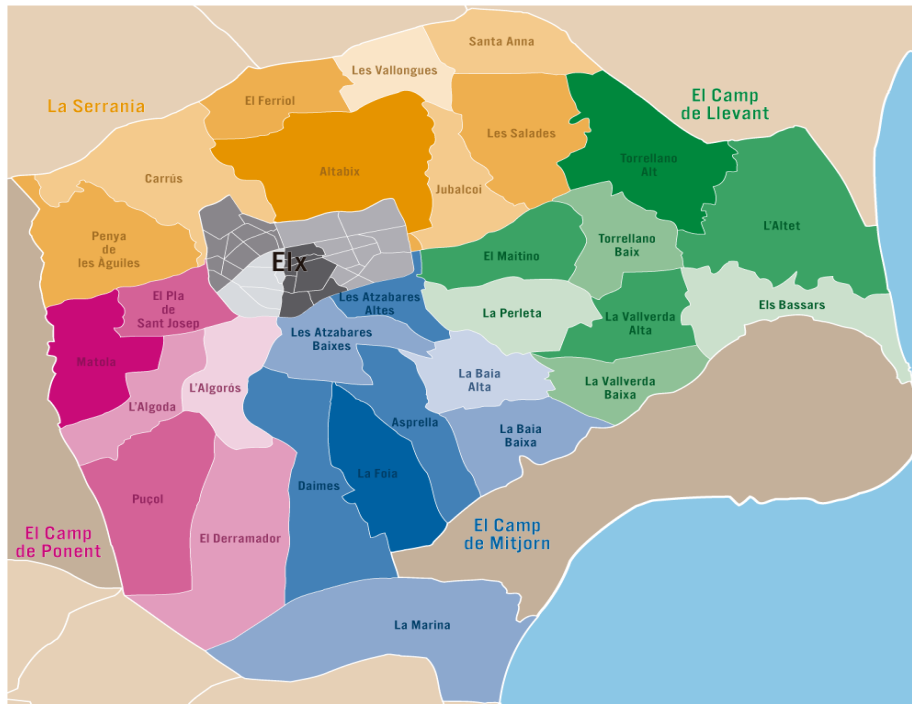 Santa Anna
Les Vallongues
El Ferriol
La Serrania
El Camp
de Llevant
Les Salades
Torrellano
Alt
Altabix
Carrús
Jubalcoi
L'Altet
Penya
de
les Àguiles
Torrellano
Baix
El Maitino
Elx
El Pla
de
Sant Josep
Les Atzabares
Altes
Els Bassars
La Perleta
La Vallverda
Alta
Les Atzabares
Baixes
Matola
L'Algorós
La Baia
Alta
La Vallverda
Baixa
L'Algoda
Asprella
La Baia
Baixa
La Foia
Daimes
Puçol
El Camp
de Ponent
El Derramador
El Camp
de Mitjorn
La Marina